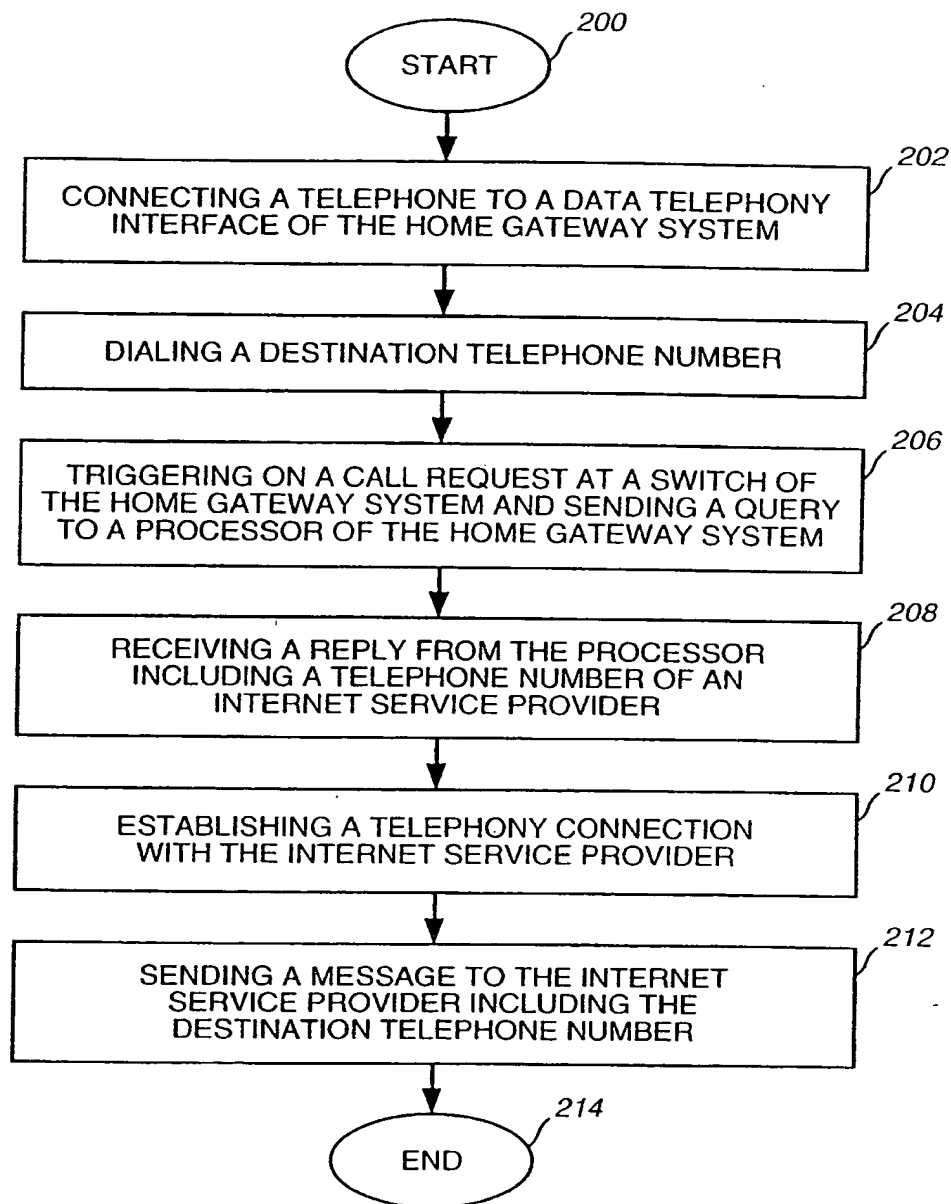 200
START
202
CONNECTING A TELEPHONE TO A DATA TELEPHONY
INTERFACE OF THE HOME GATEWAY SYSTEM
204
DIALING A DESTINATION TELEPHONE NUMBER
206
TRIGGERING ON A CALL REQUEST AT A SWITCH OF
THE HOME GATEWAY SYSTEM AND SENDING A QUERY
TO A PROCESSOR OF THE HOME GATEWAY SYSTEM
208
RECEIVING A REPLY FROM THE PROCESSOR
INCLUDING A TELEPHONE NUMBER OF AN
INTERNET SERVICE PROVIDER
210
ESTABLISHING A TELEPHONY CONNECTION
WITH THE INTERNET SERVICE PROVIDER
212
SENDING A MESSAGE TO THE INTERNET
SERVICE PROVIDER INCLUDING THE
DESTINATION TELEPHONE NUMBER
214
END